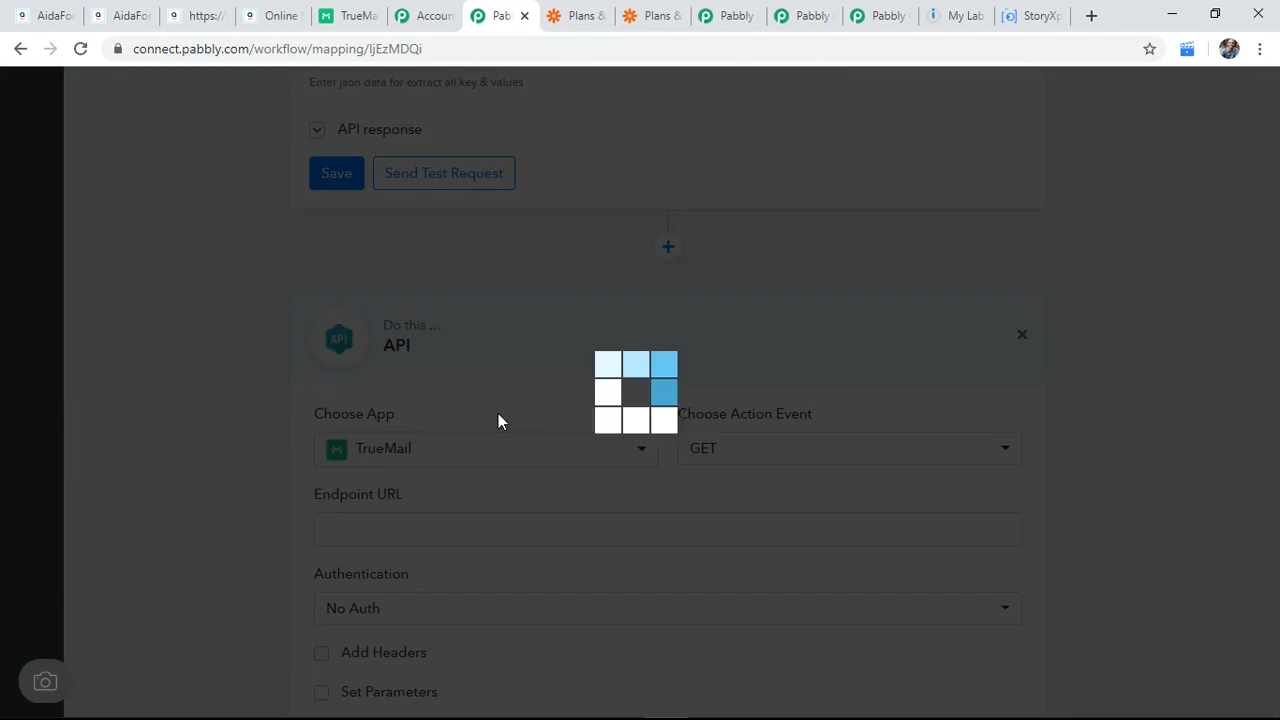 AidaFor
AidaFor
https://
Online
TrueMa
Accoun
Pab
Plans &
Plans &
Pabbly
Pabbly
Pabbly
My Lab
StoryXp
connect.pabbly.com/workflow/mapping/IjEzMDQi
Enter json data for extract all key & values
API response
Save
Send Test Request
Do this ...
API
API
Choose App
Choose Action Event
TrueMail
GET
Endpoint URL
Authentication
No Auth
Add Headers
Set Parameters